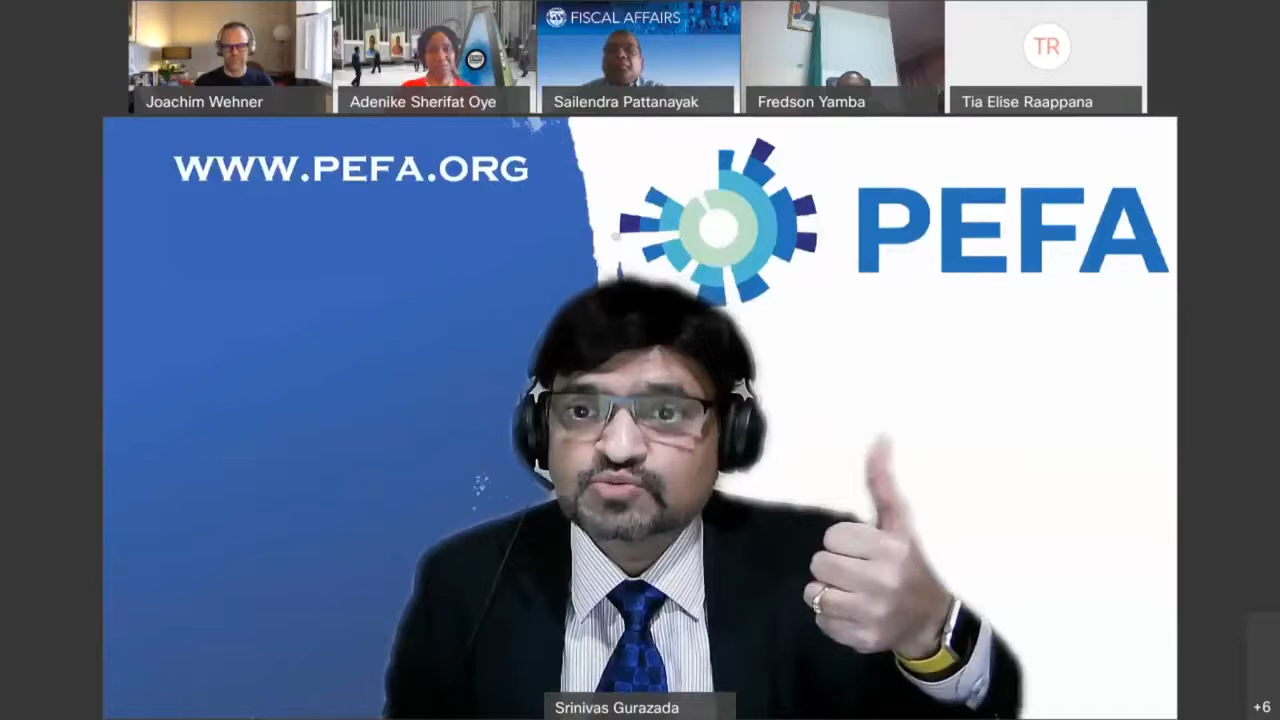 FISCAL AFFAIRS
Joachim Wehner
Adenike Sherifat Oye
Sailendra Pattanayak
Fredson Yamba
TR
Tia Elise Raappana
WWW.PEFA.ORG
PEFA
Srinivas Gurazada
+6